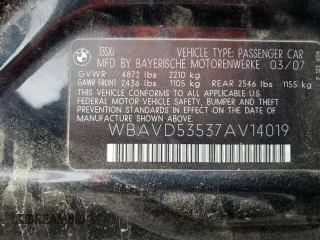 335Xi VEHICLE TYPE: PASSENGER CAR
MFD BY BAYERISCHE MOTORENWERKE 03/07
GVWR 4872 lbs 2210 kg
GAWR FRONT 2436 lbs 1105 kg REAR 2546 lbs 1155 kg
THIS VEHICLE CONFORMS TO ALL APPLICABLE FEDERAL MOTOR
VEHICLE SAFETY, BUMPER, AND THEFT PREVENTION STANDARDS
IN EFFECT ON THE DATE OF MANUFACTURE SHOWN ABOVE.
WBAVD53537AV14019